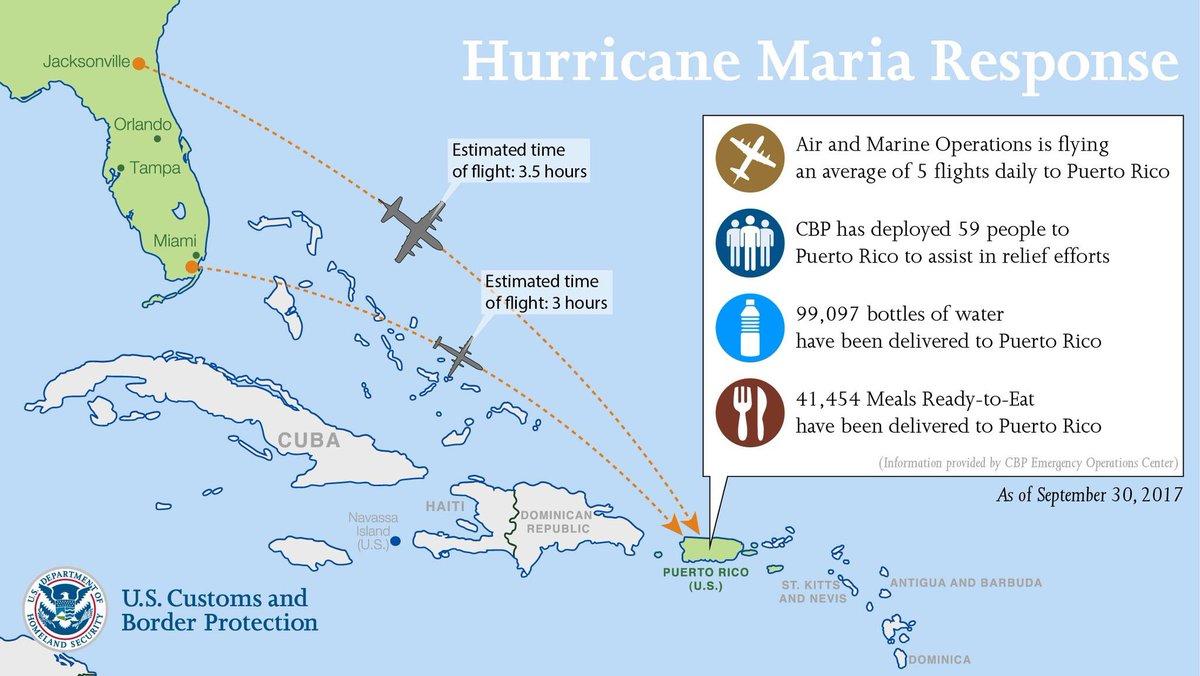 Hurricane Maria Response
Jacksonville
Orlando
Tampa
Miami
Estimated time
of flight: 3.5 hours
Estimated time
of flight: 3 hours
Air and Marine Operations is flying
an average of 5 flights daily to Puerto Rico
CBP has deployed 59 people to
Puerto Rico to assist in relief efforts
99,097 bottles of water
have been delivered to Puerto Rico
41,454 Meals Ready-to-Eat
have been delivered to Puerto Rico
(Information provided by CBP Emergency Operations Center)
As of September 30, 2017
CUBA
HAITI
DOMINICAN
REPUBLIC
Navassa
Island
(U.S.)
PUERTO RICO
(U.S.)
ST. KITTS
AND NEVIS
ANTIGUA AND BARBUDA
DOMINICA
U.S. DEPARTMENT OF
HOMELAND SECURITY
U.S. Customs and
Border Protection